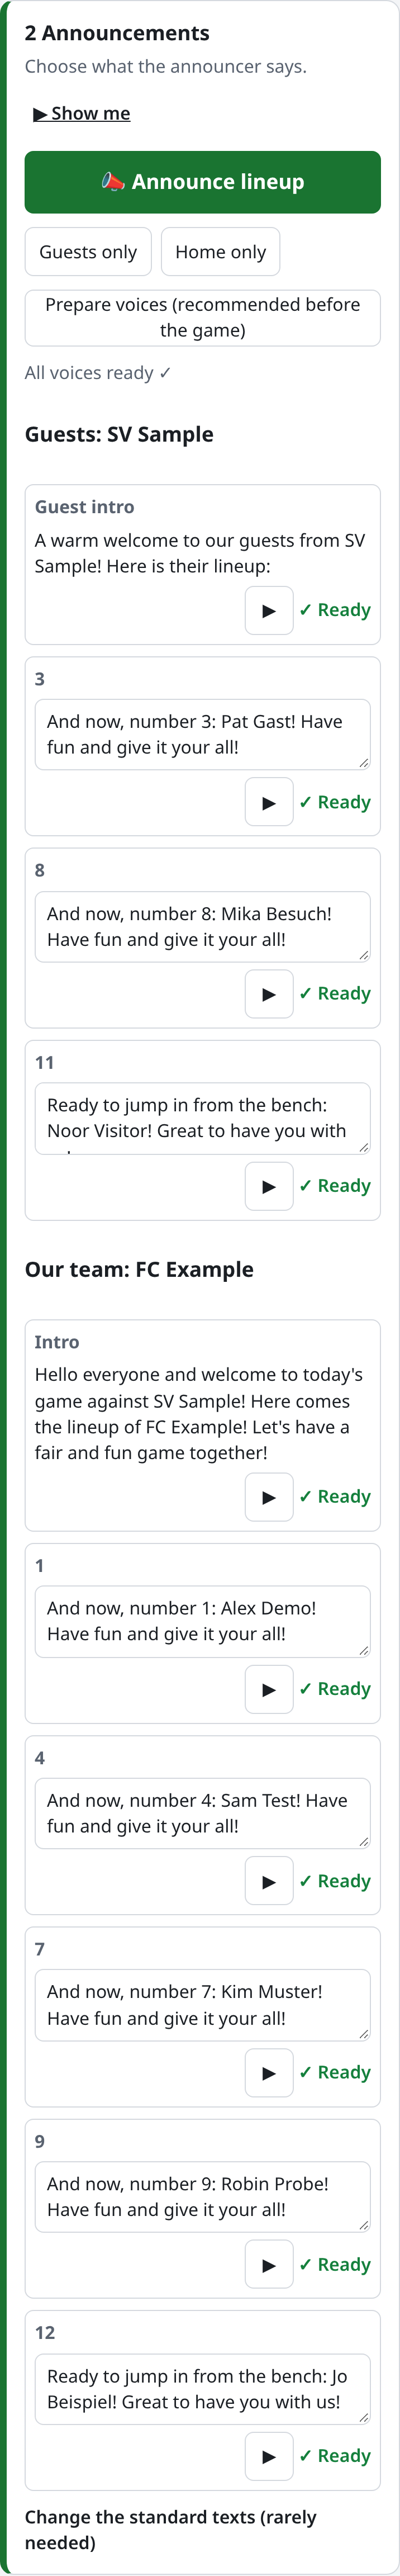 2 Announcements
Choose what the announcer says.
▶ Show me
📣 Announce lineup
Guests only
Home only
Prepare voices (recommended before
the game)
All voices ready ✓
Guests: SV Sample
Guest intro
A warm welcome to our guests from SV
Sample! Here is their lineup:
▶ ✓ Ready
3
And now, number 3: Pat Gast! Have
fun and give it your all!
▶ ✓ Ready
8
And now, number 8: Mika Besuch!
Have fun and give it your all!
▶ ✓ Ready
11
Ready to jump in from the bench:
Noor Visitor! Great to have you with
▶ ✓ Ready
Our team: FC Example
Intro
Hello everyone and welcome to today's
game against SV Sample! Here comes
the lineup of FC Example! Let's have a
fair and fun game together!
▶ ✓ Ready
1
And now, number 1: Alex Demo!
Have fun and give it your all!
▶ ✓ Ready
4
And now, number 4: Sam Test! Have
fun and give it your all!
▶ ✓ Ready
7
And now, number 7: Kim Muster!
Have fun and give it your all!
▶ ✓ Ready
9
And now, number 9: Robin Probe!
Have fun and give it your all!
▶ ✓ Ready
12
Ready to jump in from the bench: Jo
Beispiel! Great to have you with us!
▶ ✓ Ready
Change the standard texts (rarely
needed)